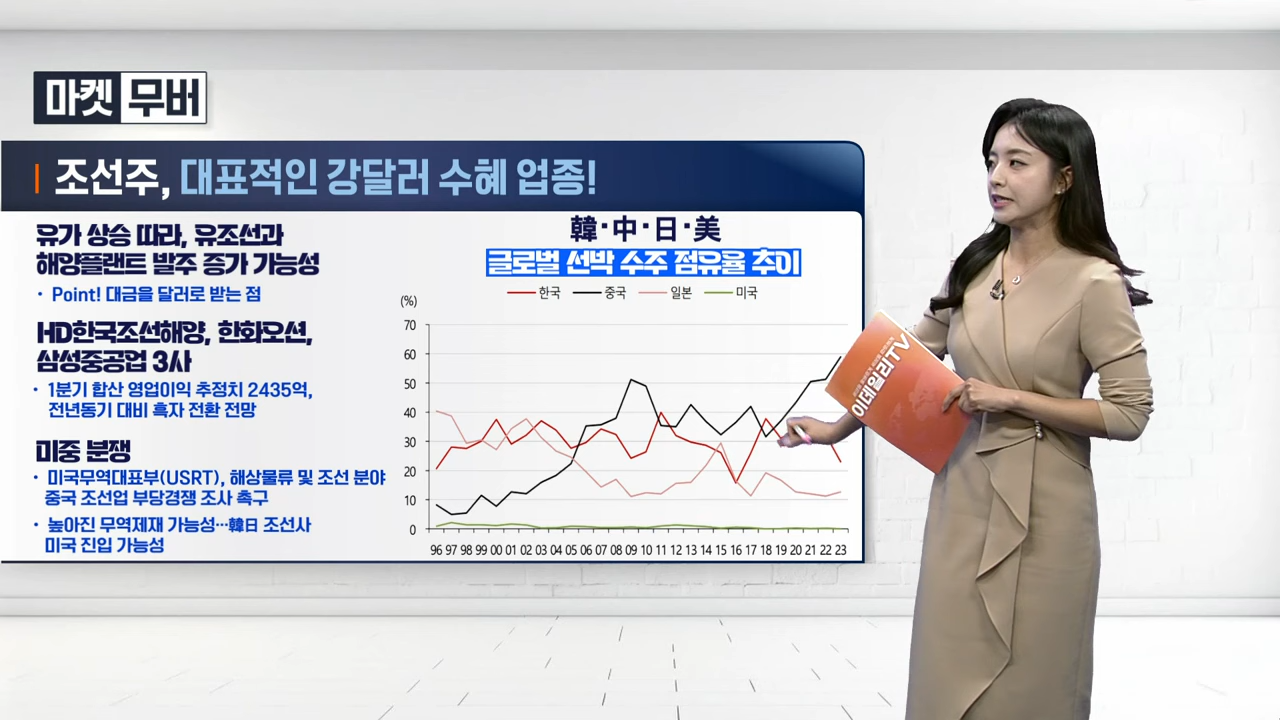 마켓 무버
조선주, 대표적인 강달러 수혜 업종!
유가 상승 따라, 유조선과
해양플랜트 발주 증가 가능성
· Point! 대금을 달러로 받는 점
HD한국조선해양, 한화오션,
삼성중공업 3사
· 1분기 합산 영업이익 추정치 2435억,
전년동기 대비 흑자 전환 전망
미중 분쟁
· 미국무역대표부(USRT), 해상물류 및 조선 분야
중국 조선업 부당경쟁 조사 촉구
· 높아진 무역제재 가능성…韓日 조선사
미국 진입 가능성
韓·中·日·美
글로벌 선박 수주 점유율 추이
한국 중국 일본 미국
(%)
70
60
50
40
30
20
10
0
96 97 98 99 00 01 02 03 04 05 06 07 08 09 10 11 12 13 14 15 16 17 18 19 20 21 22 23
이데일리TV